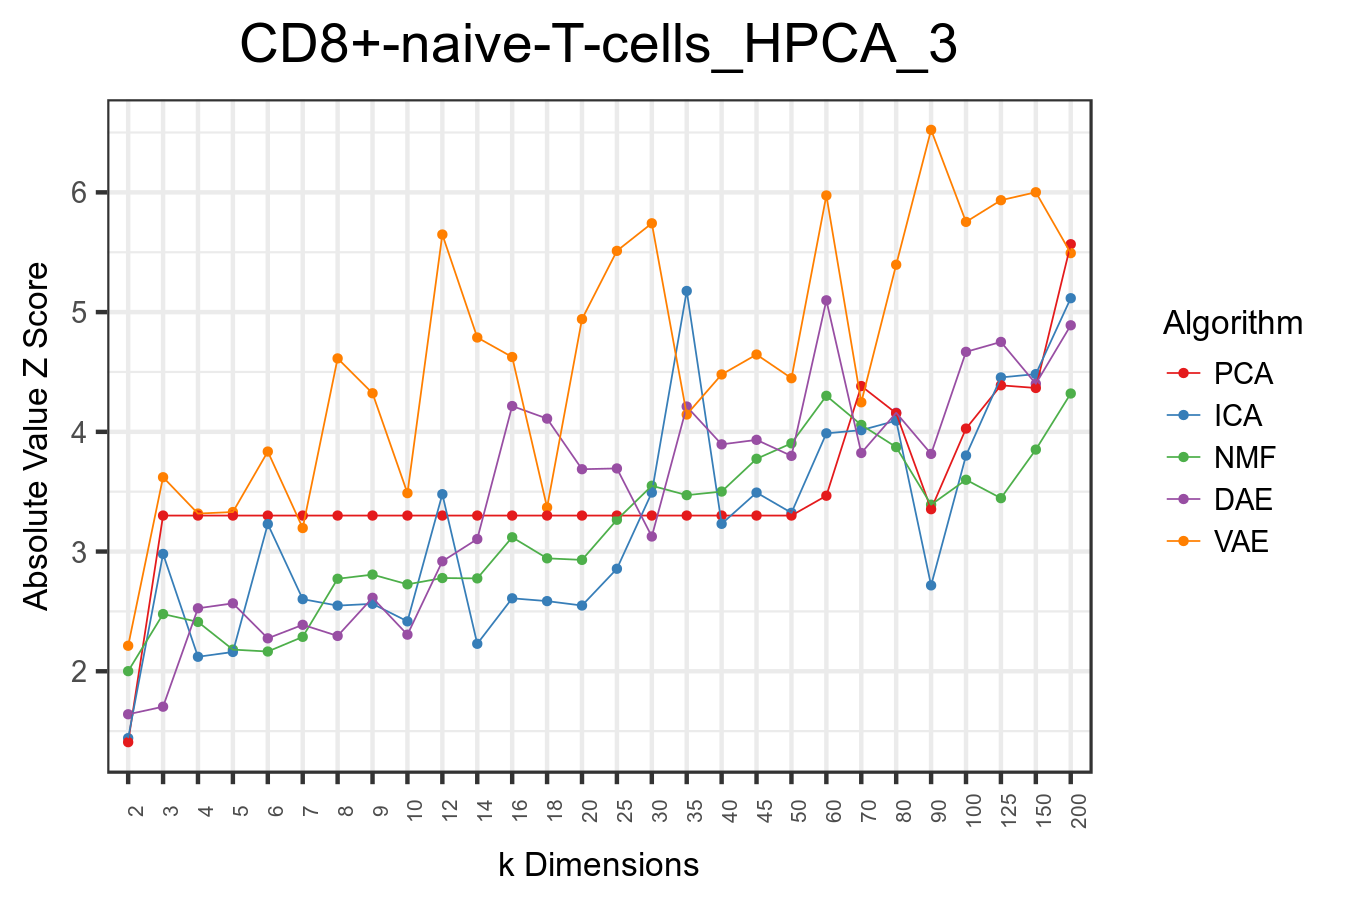 CD8+-naive-T-cells_HPCA_3
Absolute Value Z Score
6
5
4
3
2
2 3 4 5 6 7 8 9 10 12 14 16 18 20 25 30 35 40 45 50 60 70 80 90 100 125 150 200
k Dimensions
Algorithm
PCA
ICA
NMF
DAE
VAE